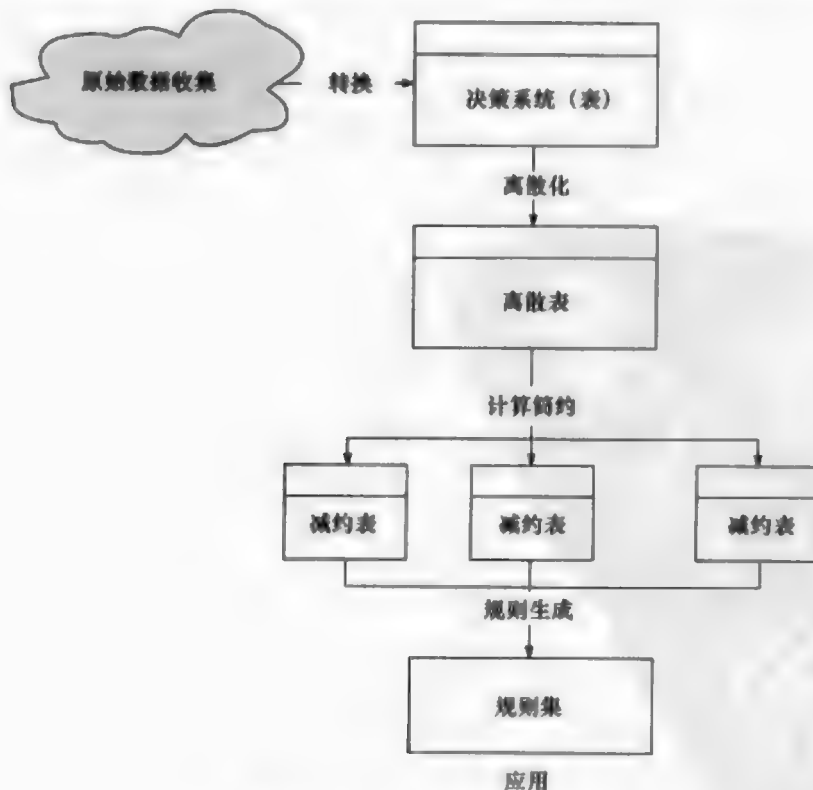 原始数据收集
转换
决策系统（表）
离散化
离散表
计算简约
减约表
减约表
减约表
规则生成
规则集
应用